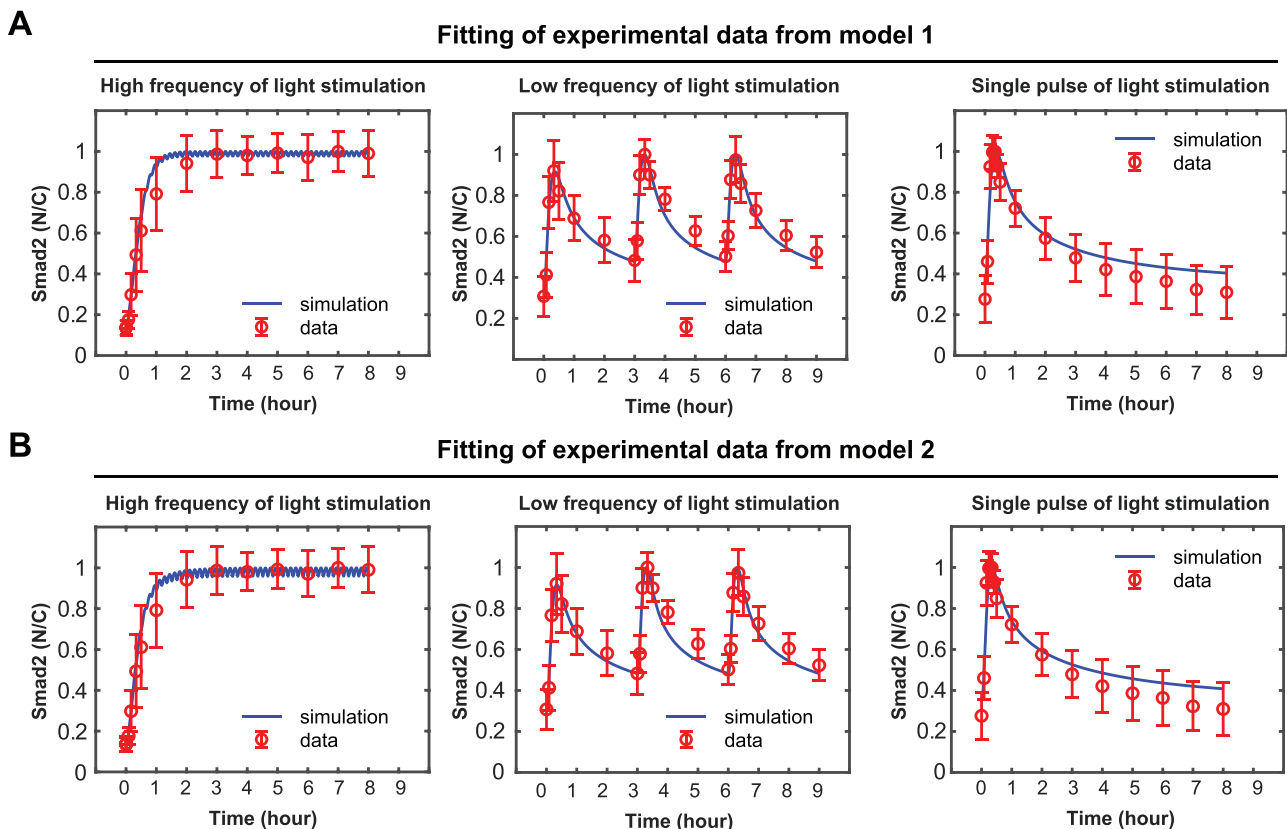 A
Fitting of experimental data from model 1
High frequency of light stimulation
Smad2 (N/C)
1
0.8
0.6
0.4
0.2
0
simulation
data
0 1 2 3 4 5 6 7 8 9
Time (hour)
Low frequency of light stimulation
Smad2 (N/C)
1
0.8
0.6
0.4
0.2
simulation
data
0 1 2 3 4 5 6 7 8 9
Time (hour)
Single pulse of light stimulation
Smad2 (N/C)
1
0.8
0.6
0.4
0.2
0
simulation
data
0 1 2 3 4 5 6 7 8 9
Time (hour)
B
Fitting of experimental data from model 2
High frequency of light stimulation
Smad2 (N/C)
1
0.8
0.6
0.4
0.2
0
simulation
data
0 1 2 3 4 5 6 7 8 9
Time (hour)
Low frequency of light stimulation
Smad2 (N/C)
1
0.8
0.6
0.4
0.2
0
simulation
data
0 1 2 3 4 5 6 7 8 9
Time (hour)
Single pulse of light stimulation
Smad2 (N/C)
1
0.8
0.6
0.4
0.2
0
simulation
data
0 1 2 3 4 5 6 7 8 9
Time (hour)